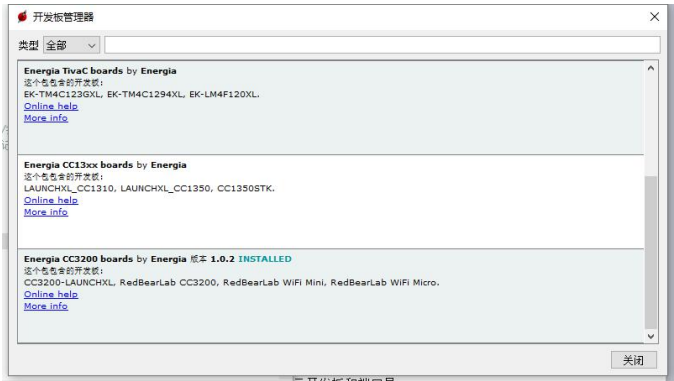 开发板管理器
类型 全部
Energia TivaC boards by Energia
这个包包含的开发板:
EK-TM4C123GXL, EK-TM4C1294XL, EK-LM4F120XL.
Online help
More info
Energia CC13xx boards by Energia
这个包包含的开发板:
LAUNCHXL_CC1310, LAUNCHXL_CC1350, CC1350STK.
Online help
More info
Energia CC3200 boards by Energia 版本 1.0.2 INSTALLED
这个包包含的开发板:
CC3200-LAUNCHXL, RedBearLab CC3200, RedBearLab WiFi Mini, RedBearLab WiFi Micro.
Online help
More info
关闭